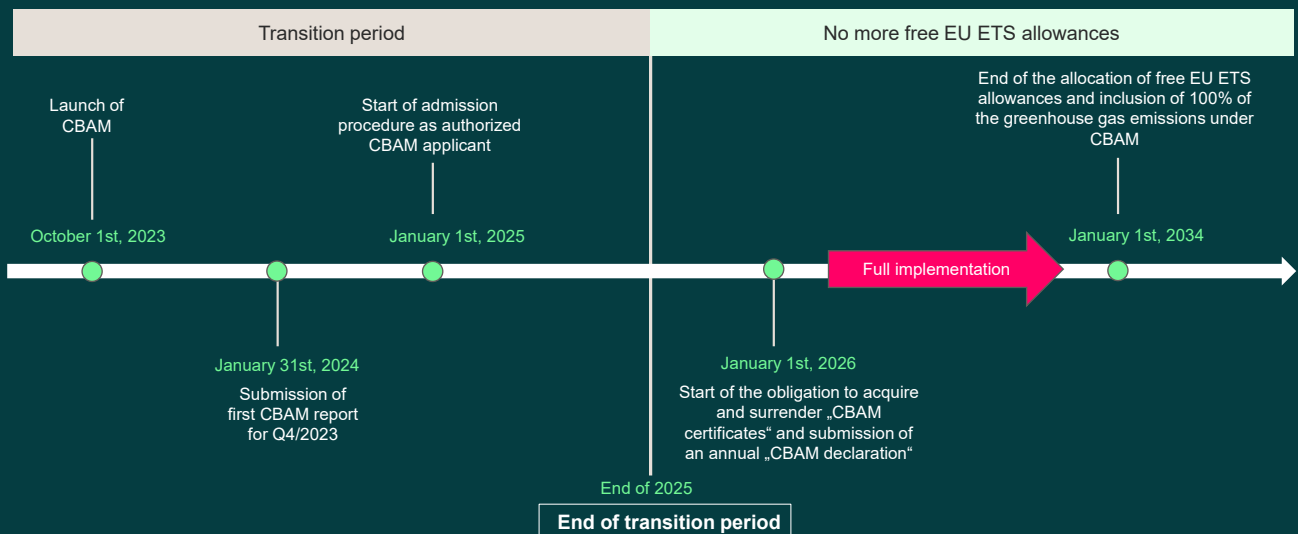 Transition period
No more free EU ETS allowances
Launch of
CBAM
October 1st, 2023
Start of admission
procedure as authorized
CBAM applicant
January 1st, 2025
End of the allocation of free EU ETS
allowances and inclusion of 100% of
the greenhouse gas emissions under
CBAM
January 1st, 2034
Full implementation
January 31st, 2024
Submission of
first CBAM report
for Q4/2023
January 1st, 2026
Start of the obligation to acquire
and surrender „CBAM
certificates“ and submission of
an annual „CBAM declaration“
End of 2025
End of transition period